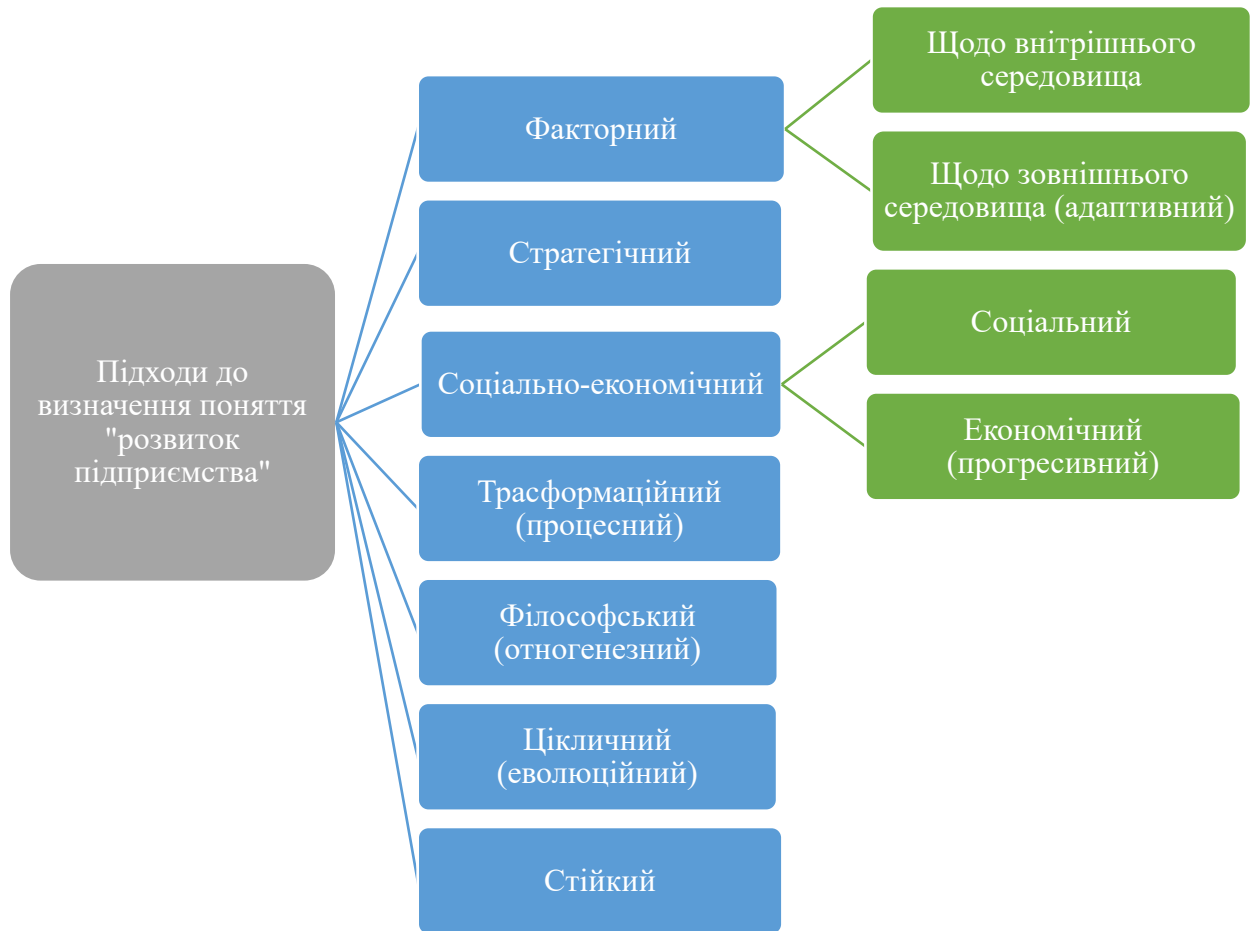 Підходи до
визначення поняття
"розвиток
підприємства"
Факторний
Щодо внітрішнього
середовища
Щодо зовнішнього
середовища (адаптивний)
Стратегічний
Соціально-економічний
Соціальний
Економічний
(прогресивний)
Трасформаційний
(процесний)
Філософський
(отногенезний)
Цікличний
(еволюційний)
Стійкий